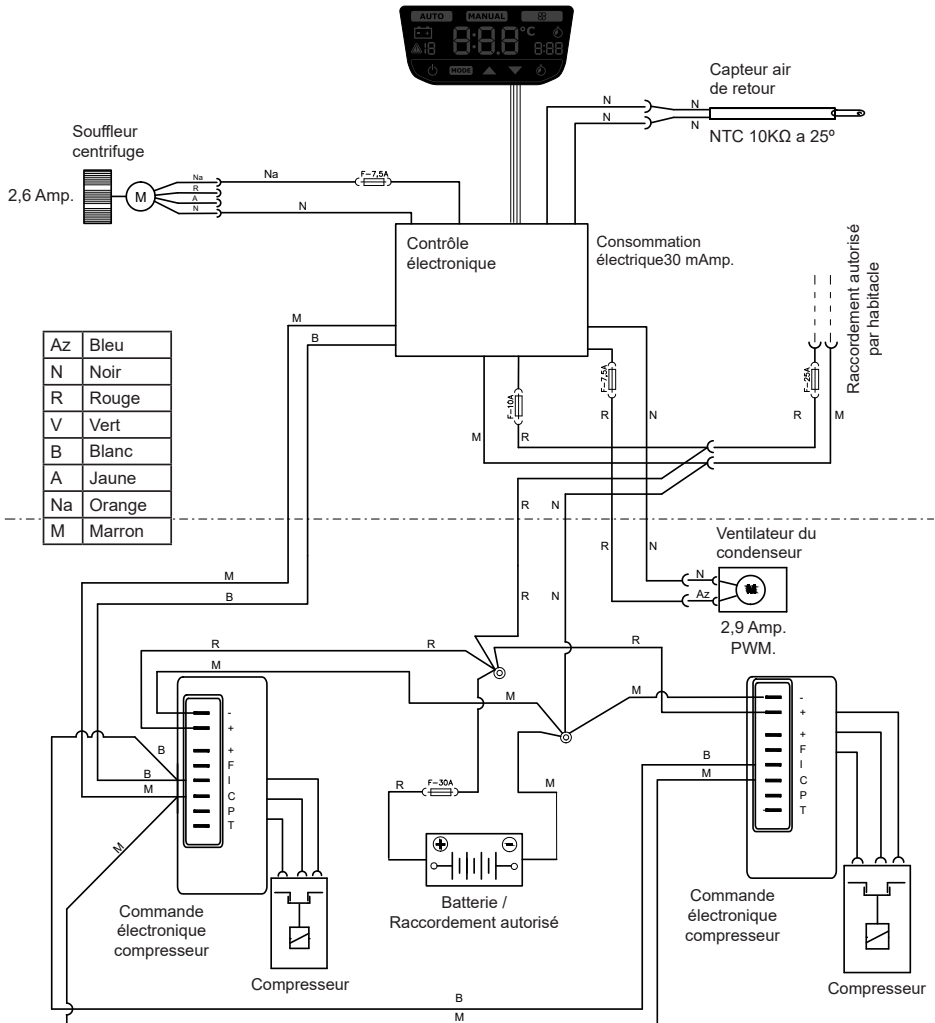 AUTO MANUAL
8:8.8 °C
18 8:88
MODE
Capteur air
de retour
N
N
N
N
NTC 10KΩ a 25º
Souffleur
centrifuge
2,6 Amp.
M
Na
R
A
N
Na
F-7,5A
N
Contrôle
électronique
Consommation
électrique30 mAmp.
Raccordement autorisé
par habitacle
M
B
Az Bleu
N Noir
R Rouge
V Vert
B Blanc
A Jaune
Na Orange
M Marron
F-10A
F-7,5A
F-25A
M
R
R
N
R
M
R
N
R
N
Ventilateur du
condenseur
N
Az
M
2,9 Amp.
PWM.
M
B
R
N
R
R
M
R
M
M
-
+
+
F
I
C
P
T
B
B
M
M
-
+
+
F
I
C
P
T
B
M
R
F-30A
M
+
-
Batterie /
Raccordement autorisé
Commande
électronique
compresseur
Compresseur
Commande
électronique
compresseur
Compresseur
B
M